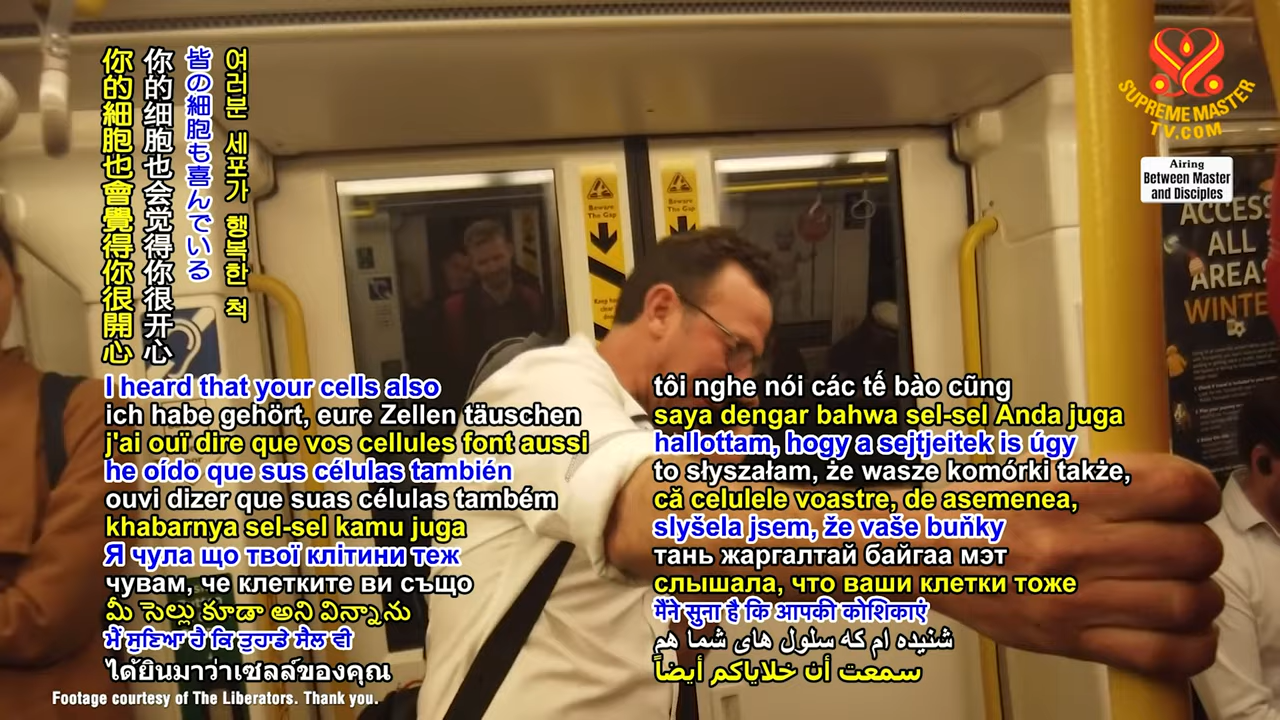 你的細胞也會覺得你很開心
你的细胞也会觉得你很开心
皆の細胞も喜んでいる
여러분 세포가 행복한 척
I heard that your cells also
ich habe gehört, eure Zellen täuschen
j'ai ouï dire que vos cellules font aussi
he oído que sus células también
ouvi dizer que suas células também
khabarnya sel-sel kamu juga
Я чула що твої клітини теж
чувам, че клетките ви също
మీ సెల్లు కూడా అని విన్నాను
ਮੈਂ ਸੁਣਿਆ ਹੈ ਕਿ ਤੁਹਾਡੇ ਸੈਲ ਵੀ
ได้ยินมาว่าเซลล์ของคุณ
tôi nghe nói các tế bào cũng
saya dengar bahwa sel-sel Anda juga
hallottam, hogy a sejtjeitek is úgy
to słyszałam, że wasze komórki także,
că celulele voastre, de asemenea,
slyšela jsem, že vaše buňky
тань жаргалтай байгаа мэт
слышала, что ваши клетки тоже
मैंने सुना है कि आपकी कोशिकाएं
شنیده ام که سلول های شما هم
سمعت أن خلاياكم أيضاً
Footage courtesy of The Liberators. Thank you.
SUPREME MASTER
TV.COM
Airing
Between Master
and Disciples
ACCESS
ALL
AREAS
WINTE
Beware
The Gap
Beware
The Gap